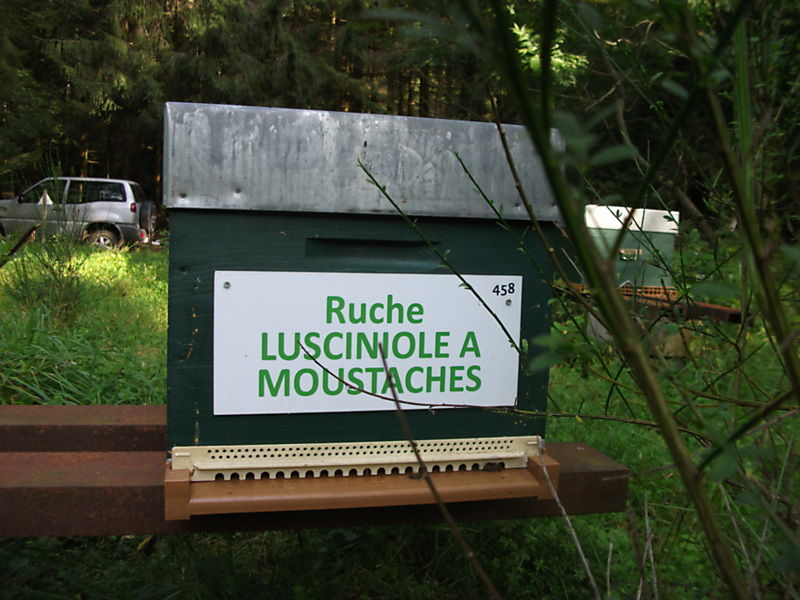 458
Ruche
LUSCINIOLE A
MOUSTACHES